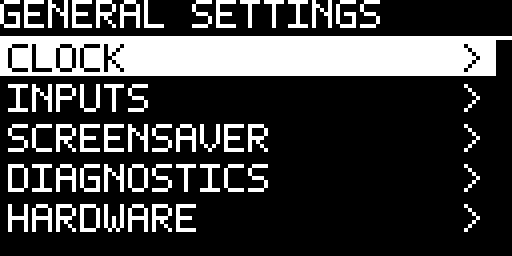 GENERAL SETTINGS
CLOCK >
INPUTS >
SCREENSAVER >
DIAGNOSTICS >
HARDWARE >